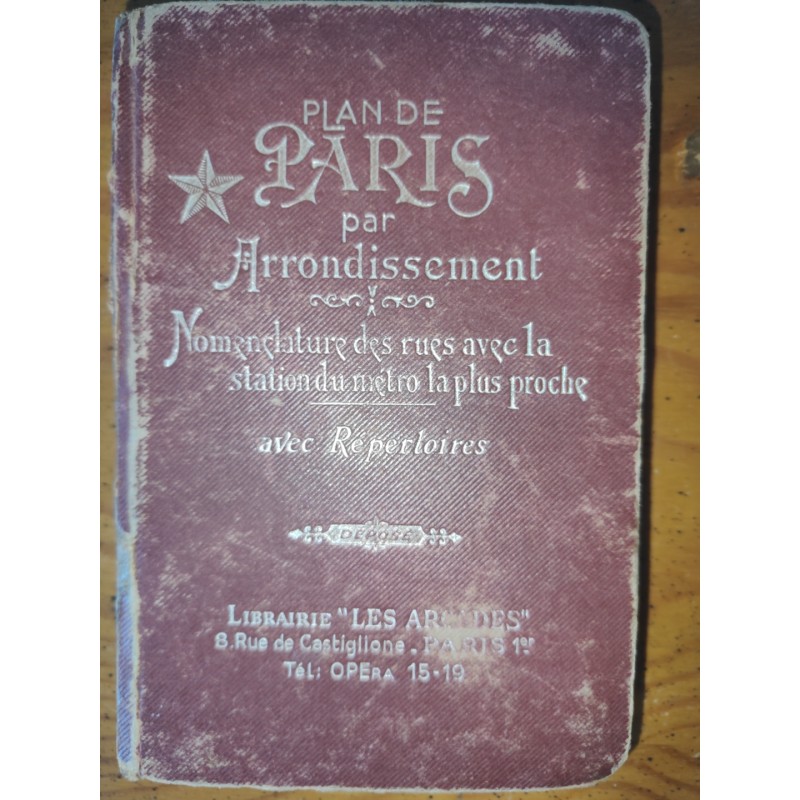 PLAN DE
PARIS
par
Arrondissement
Nomenclature des rues avec la
station du métro la plus proche
avec Répertoires
DÉPOSÉ
LIBRAIRIE "LES ARCADES"
8.Rue de Castiglione. PARIS 1er
Tél: OPÉRA 15-19